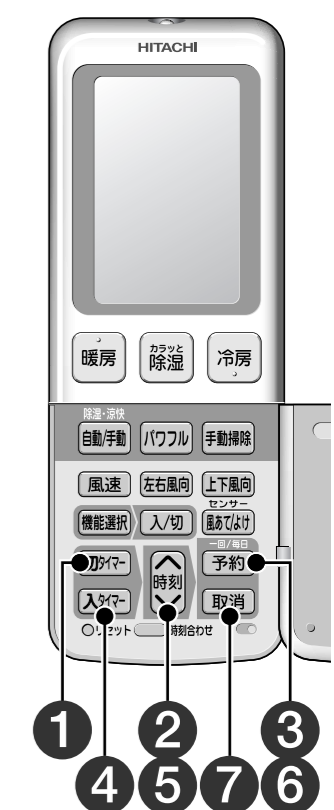 HITACHI
暖房 カラッと除湿 冷房
除湿・涼快
自動/手動 パワフル 手動掃除
風速 左右風向 上下風向
センサー
機能選択 入/切 風あて/よけ
一回/毎日
切タイマー 時刻 予約
入タイマー 取消
リセット 時刻合わせ
1 2 3
4 5 7 6